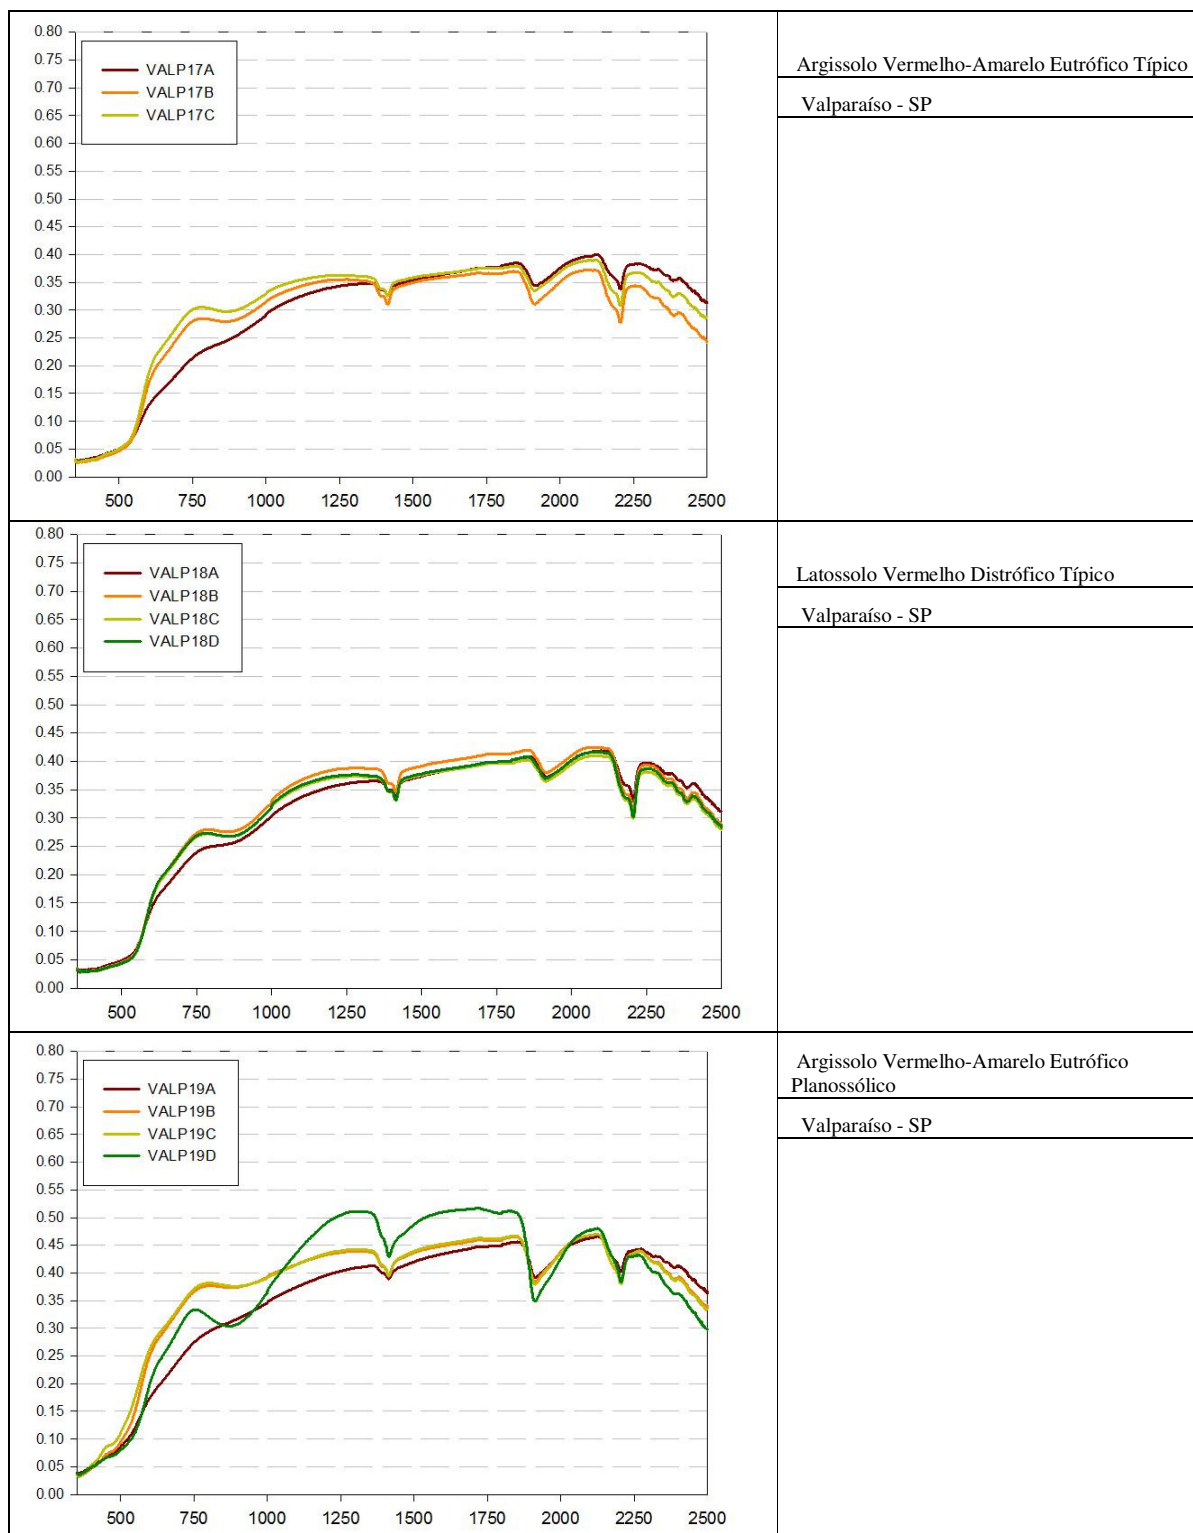 0.80
0.75
0.70
0.65
0.60
0.55
0.50
0.45
0.40
0.35
0.30
0.25
0.20
0.15
0.10
0.05
0.00
VALP17A
VALP17B
VALP17C
500 750 1000 1250 1500 1750 2000 2250 2500
Argissolo Vermelho-Amarelo Eutrófico Típico
Valparaíso - SP
0.80
0.75
0.70
0.65
0.60
0.55
0.50
0.45
0.40
0.35
0.30
0.25
0.20
0.15
0.10
0.05
0.00
VALP18A
VALP18B
VALP18C
VALP18D
500 750 1000 1250 1500 1750 2000 2250 2500
Latossolo Vermelho Distrófico Típico
Valparaíso - SP
0.80
0.75
0.70
0.65
0.60
0.55
0.50
0.45
0.40
0.35
0.30
0.25
0.20
0.15
0.10
0.05
0.00
VALP19A
VALP19B
VALP19C
VALP19D
500 750 1000 1250 1500 1750 2000 2250 2500
Argissolo Vermelho-Amarelo Eutrófico
Planossólico
Valparaíso - SP